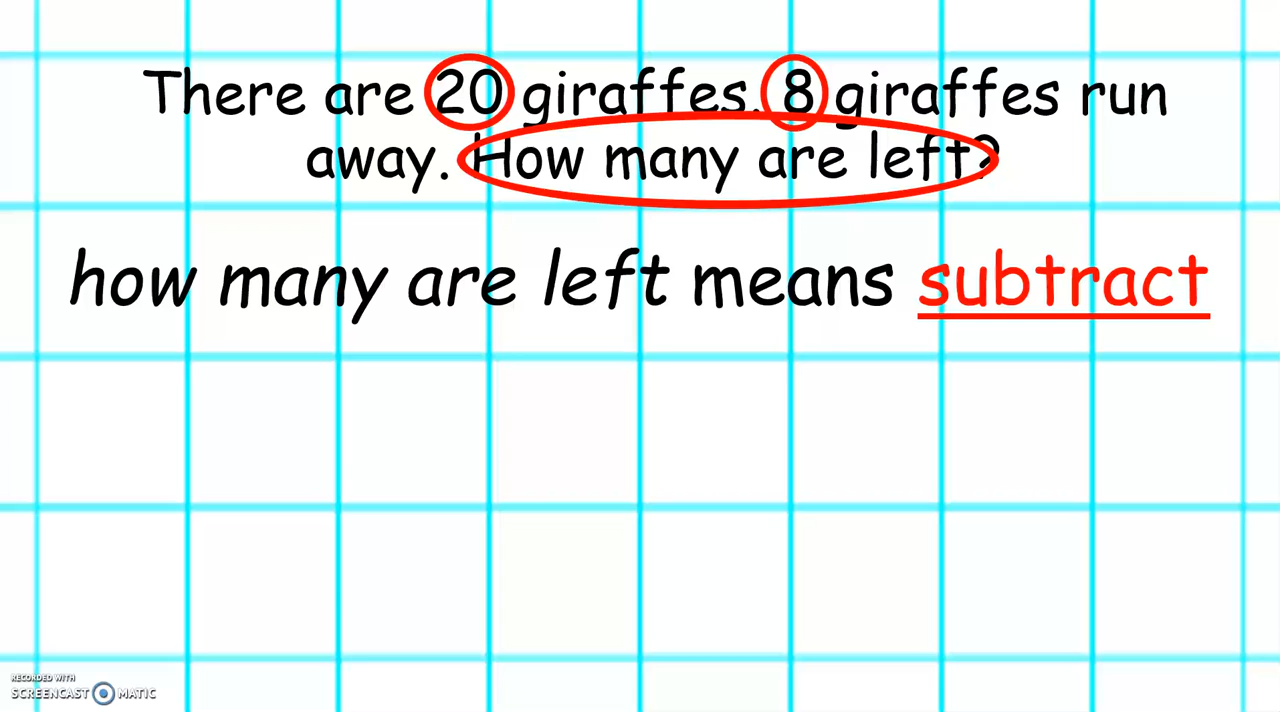 There are 20 giraffes. 8 giraffes run
away. How many are left?
how many are left means subtract
RECORDED WITH
SCREENCAST MATIC